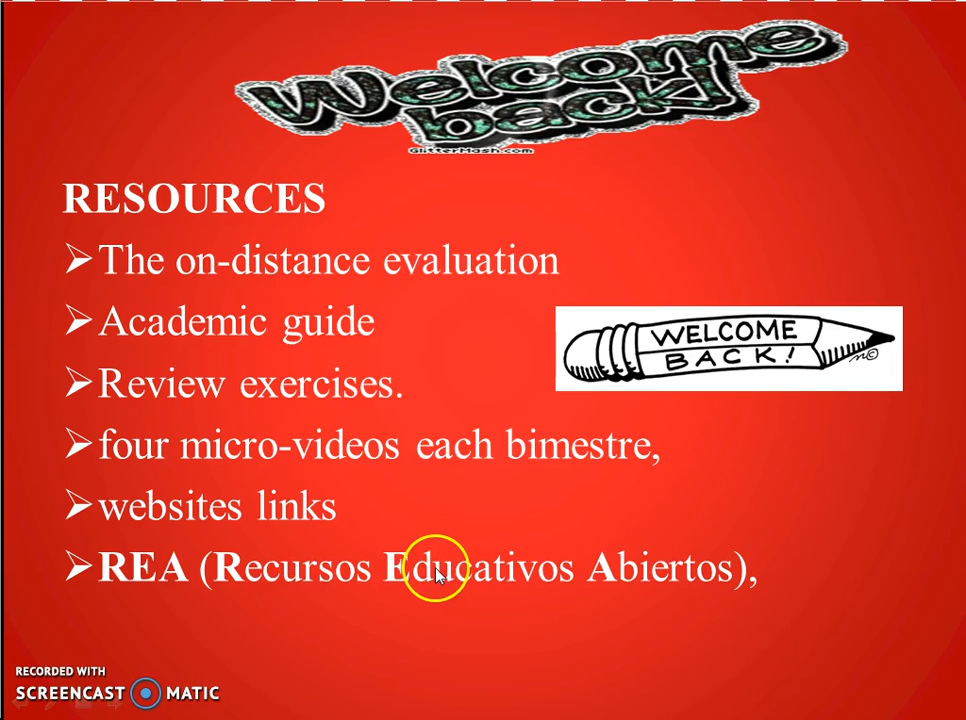 Welcome
back!
GlitterMash.com
RESOURCES
➢The on-distance evaluation
➢Academic guide
WELCOME
BACK!
➢Review exercises.
➢four micro-videos each bimestre,
➢websites links
➢REA (Recursos Educativos Abiertos),
RECORDED WITH
SCREENCAST MATIC